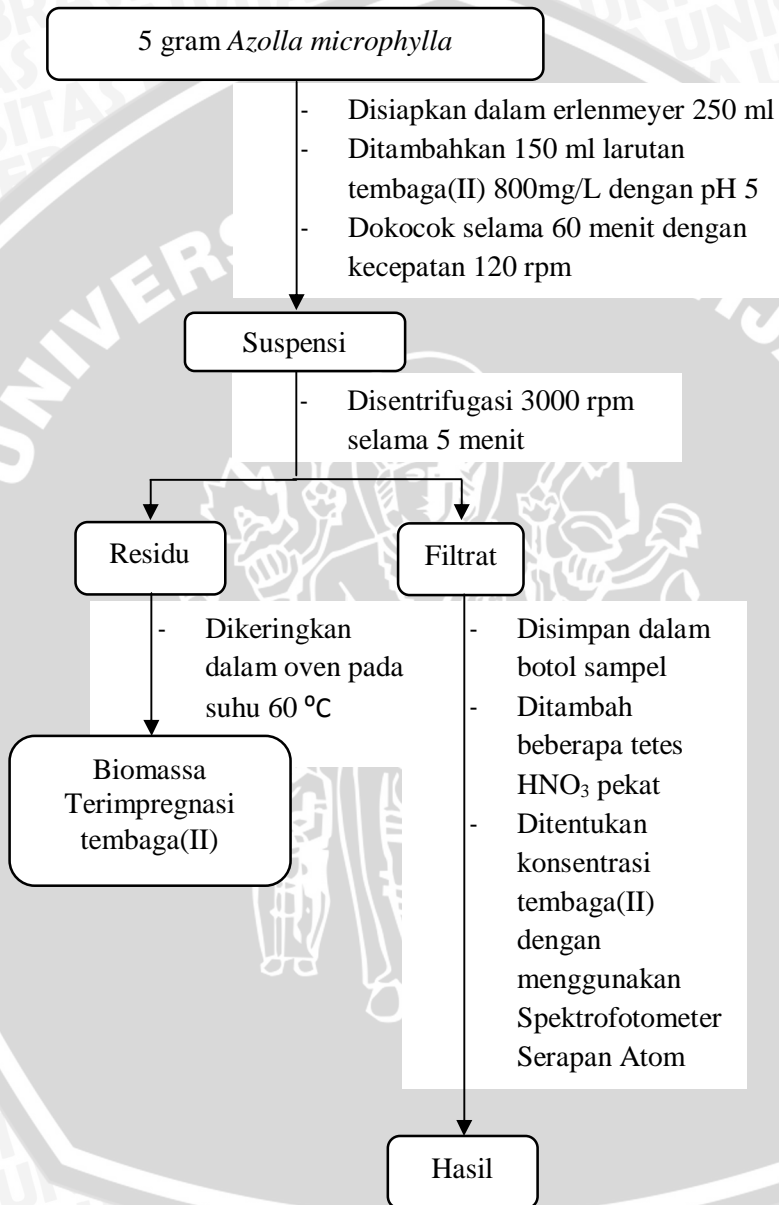 5 gram Azolla microphylla
- Disiapkan dalam erlenmeyer 250 ml
- Ditambahkan 150 ml larutan
tembaga(II) 800mg/L dengan pH 5
- Dokocok selama 60 menit dengan
kecepatan 120 rpm
Suspensi
- Disentrifugasi 3000 rpm
selama 5 menit
Residu
Filtrat
- Dikeringkan
dalam oven pada
suhu 60 ⁰C
Biomassa
Terimpregnasi
tembaga(II)
- Disimpan dalam
botol sampel
- Ditambah
beberapa tetes
HNO₃ pekat
- Ditentukan
konsentrasi
tembaga(II)
dengan
menggunakan
Spektrofotometer
Serapan Atom
Hasil